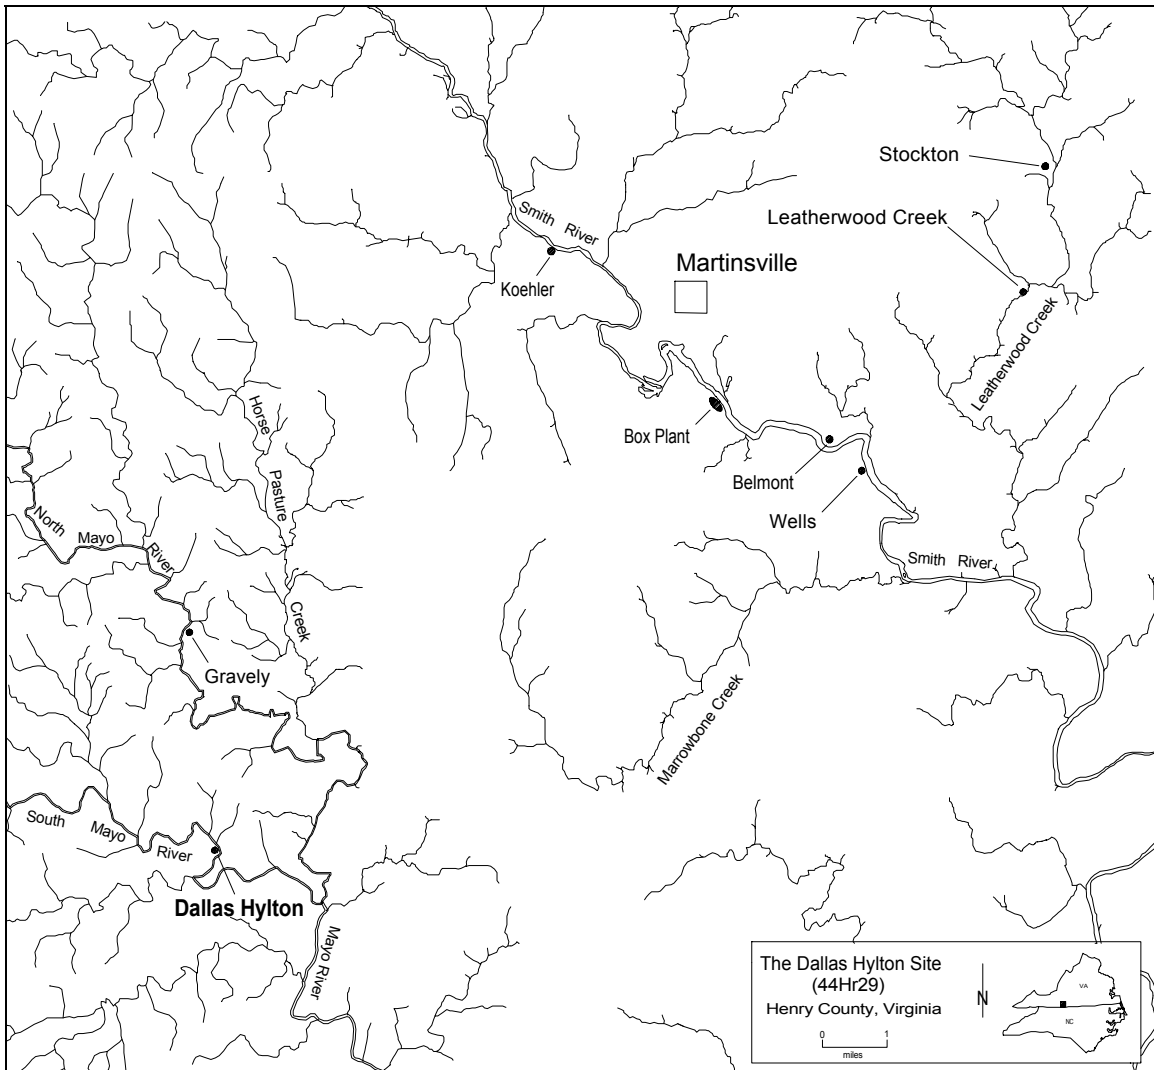 Stockton
Leatherwood Creek
Smith River
Martinsville
Koehler
Leatherwood Creek
Horse
Pasture
Creek
Box Plant
Belmont
Wells
North Mayo River
Smith River
Gravely
Marrowbone Creek
South Mayo River
Dallas Hylton
Mayo River
The Dallas Hylton Site
(44Hr29)
Henry County, Virginia
0 1
miles
N
VA
NC